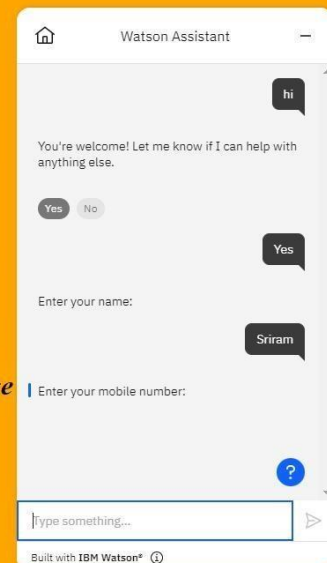 Watson Assistant
hi
You're welcome! Let me know if I can help with
anything else.
Yes No
Yes
Enter your name:
Sriram
Enter your mobile number:
?
Type something...
Built with IBM Watson®